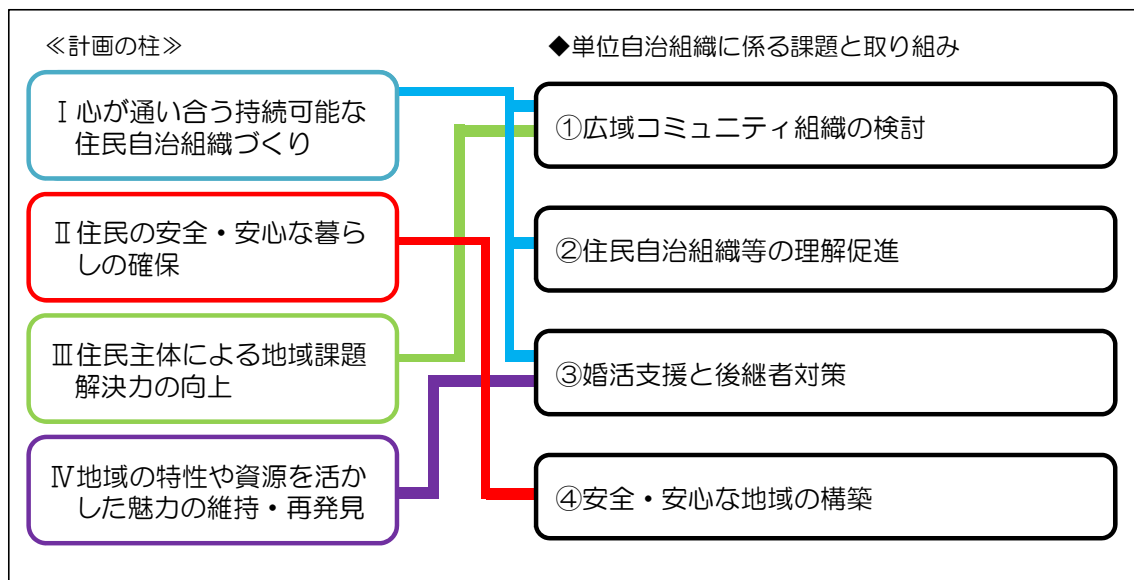 ≪計画の柱≫
Ⅰ心が通い合う持続可能な
住民自治組織づくり
Ⅱ住民の安全・安心な暮ら
しの確保
Ⅲ住民主体による地域課題
解決力の向上
Ⅳ地域の特性や資源を活か
した魅力の維持・再発見
◆単位自治組織に係る課題と取り組み
①広域コミュニティ組織の検討
②住民自治組織等の理解促進
③婚活支援と後継者対策
④安全・安心な地域の構築